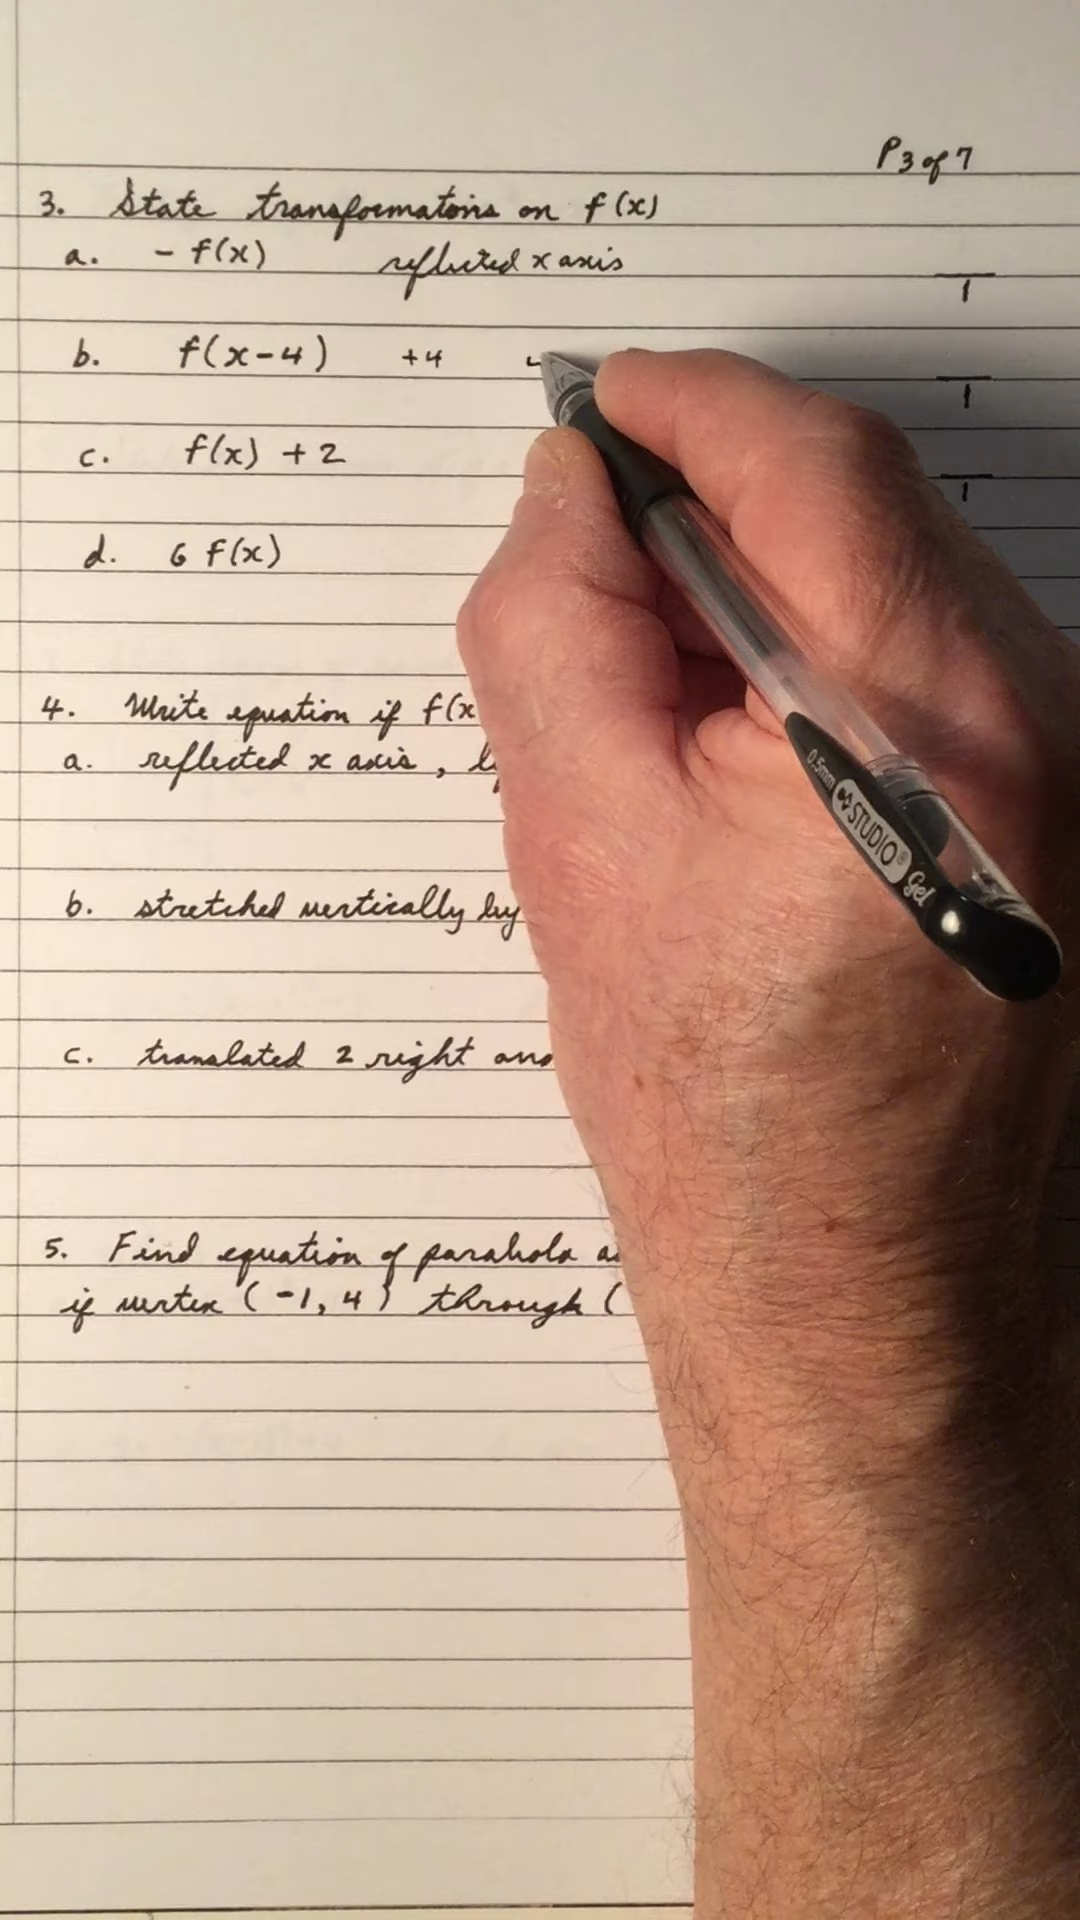 P 3 of 7
3. State transformatoins on f(x)
a. - f(x) reflected x axis
1
b. f(x-4) +4
1
c. f(x) + 2
1
d. 6 f(x)
4. Write equation if f(x
a. reflected x axis,
b. stretched vertically by
c. translated 2 right and
5. Find equation of parabola
if vertex (-1, 4) through (
0.5mm STUDIO® Gel